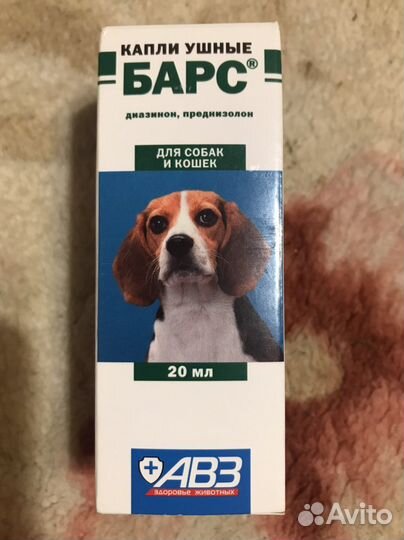 КАПЛИ УШНЫЕ
БАРС®
диазинон, преднизолон
ДЛЯ СОБАК
И КОШЕК
20 мл
АВЗ
здоровье животных
Avito